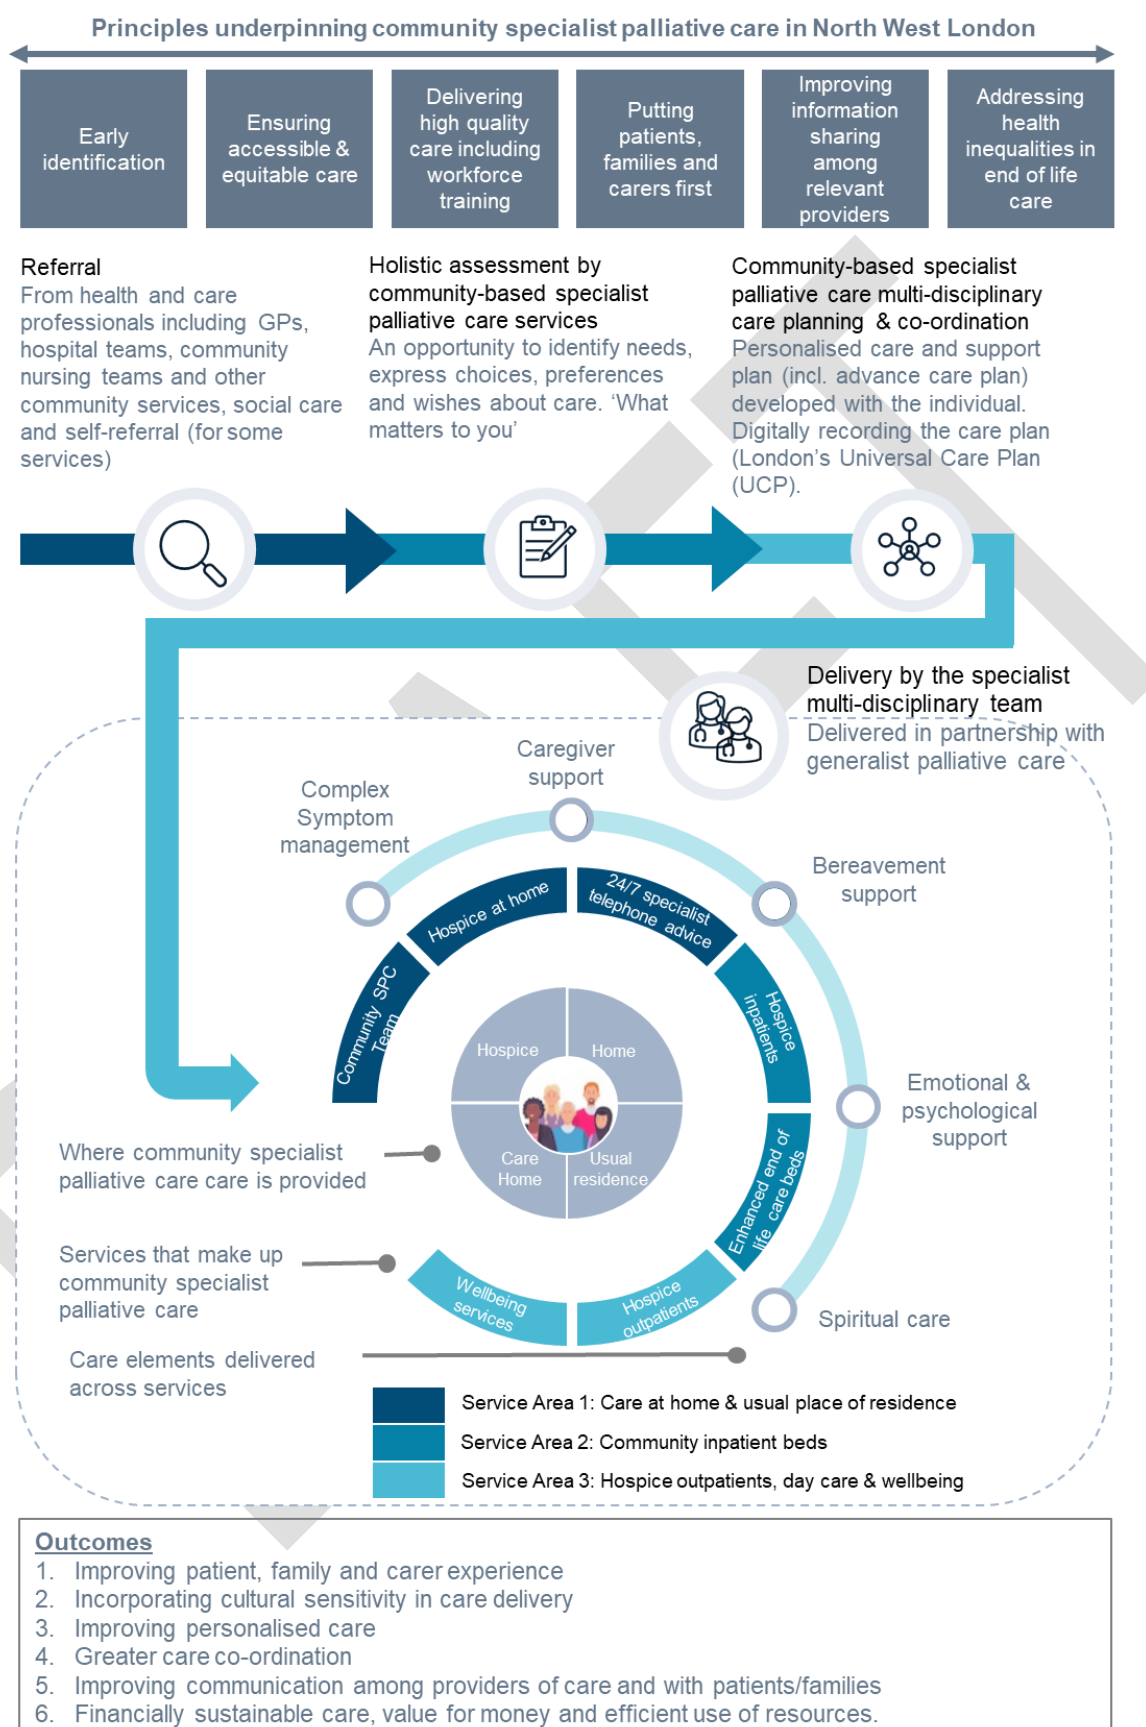 Principles underpinning community specialist palliative care in North West London
Early
identification
Ensuring
accessible &
equitable care
Delivering
high quality
care including
workforce
training
Putting
patients,
families and
carers first
Improving
information
sharing
among
relevant
providers
Addressing
health
inequalities in
end of life
care
Referral
From health and care
professionals including GPs,
hospital teams, community
nursing teams and other
community services, social care
and self-referral (for some
services)
Holistic assessment by
community-based specialist
palliative care services
An opportunity to identify needs,
express choices, preferences
and wishes about care. ‘What
matters to you’
Community-based specialist
palliative care multi-disciplinary
care planning & co-ordination
Personalised care and support
plan (incl. advance care plan)
developed with the individual.
Digitally recording the care plan
(London’s Universal Care Plan
(UCP).
Delivery by the specialist
multi-disciplinary team
Delivered in partnership with
generalist palliative care
Caregiver
support
Complex
Symptom
management
Bereavement
support
Emotional &
psychological
support
Spiritual care
Community SPC
Team
Hospice at home
24/7 specialist
telephone advice
Hospice
inpatients
Enhanced end of
life care beds
Hospice
outpatients
Wellbeing
services
Hospice
Home
Care
Home
Usual
residence
Where community specialist
palliative care care is provided
Services that make up
community specialist
palliative care
Care elements delivered
across services
Service Area 1: Care at home & usual place of residence
Service Area 2: Community inpatient beds
Service Area 3: Hospice outpatients, day care & wellbeing
Outcomes
1. Improving patient, family and carer experience
2. Incorporating cultural sensitivity in care delivery
3. Improving personalised care
4. Greater care co-ordination
5. Improving communication among providers of care and with patients/families
6. Financially sustainable care, value for money and efficient use of resources.